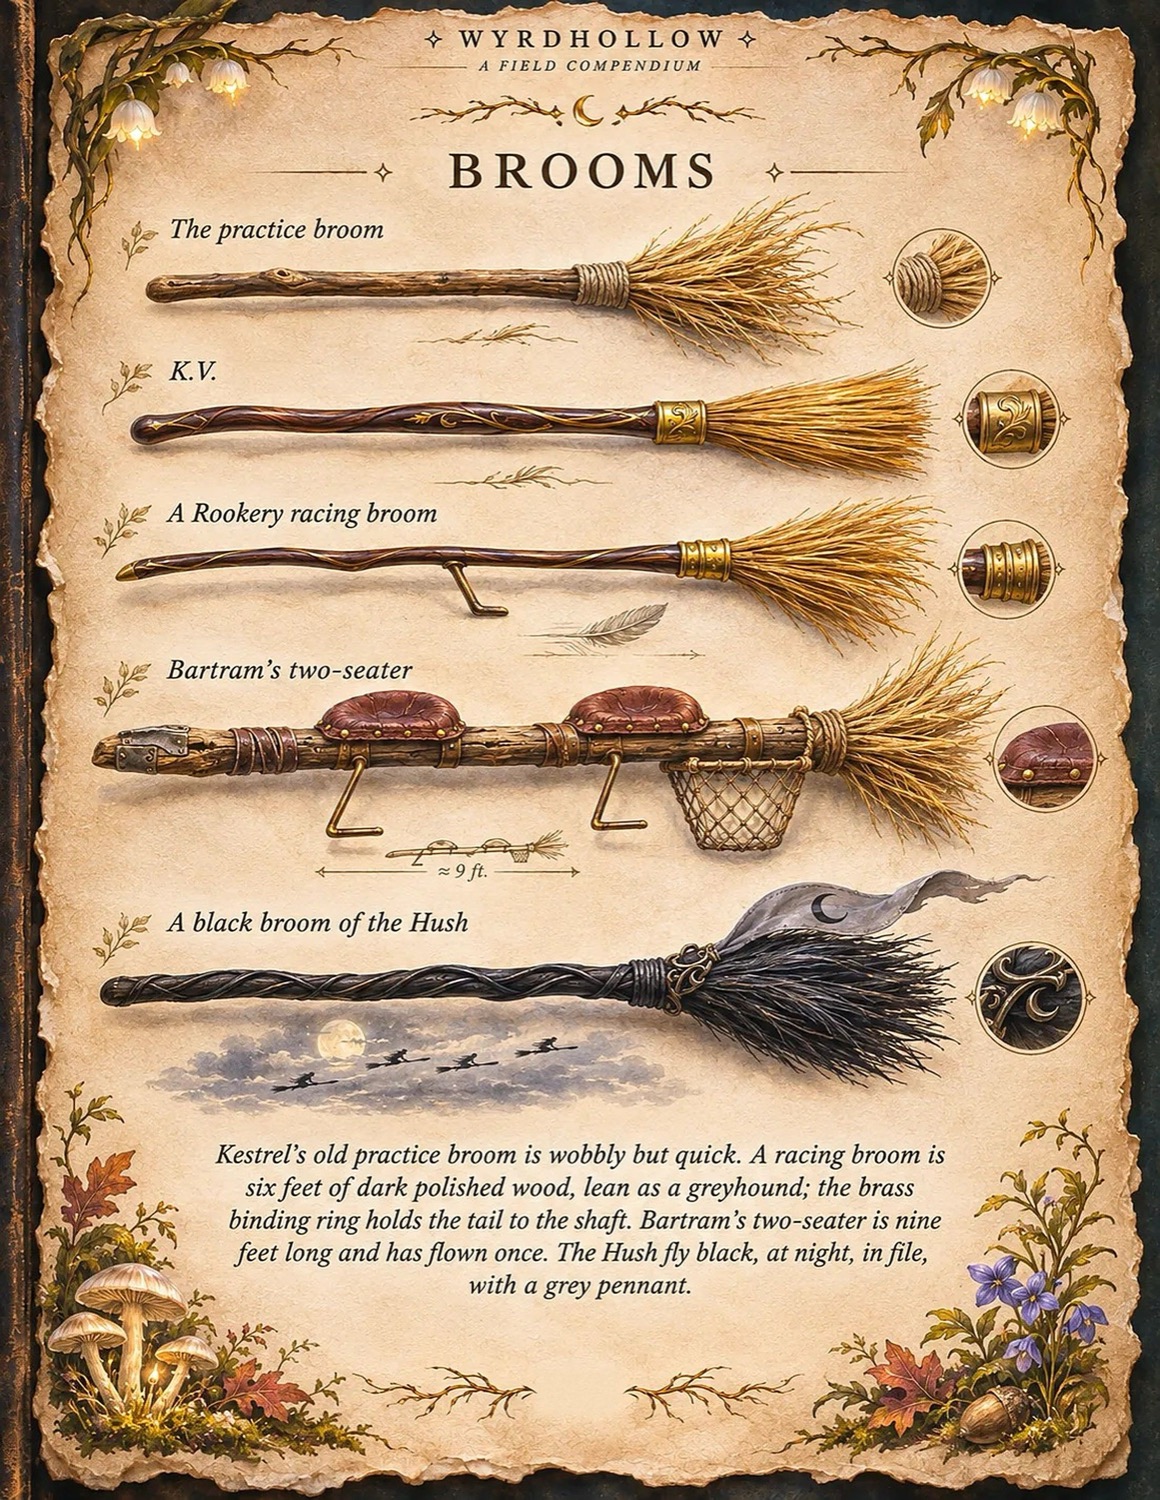 WYRDHOLLOW
A FIELD COMPENDIUM
BROOMS
The practice broom
K.V.
A Rookery racing broom
Bartram's two-seater
≈ 9 ft.
A black broom of the Hush
Kestrel's old practice broom is wobbly but quick. A racing broom is
six feet of dark polished wood, lean as a greyhound; the brass
binding ring holds the tail to the shaft. Bartram's two-seater is nine
feet long and has flown once. The Hush fly black, at night, in file,
with a grey pennant.